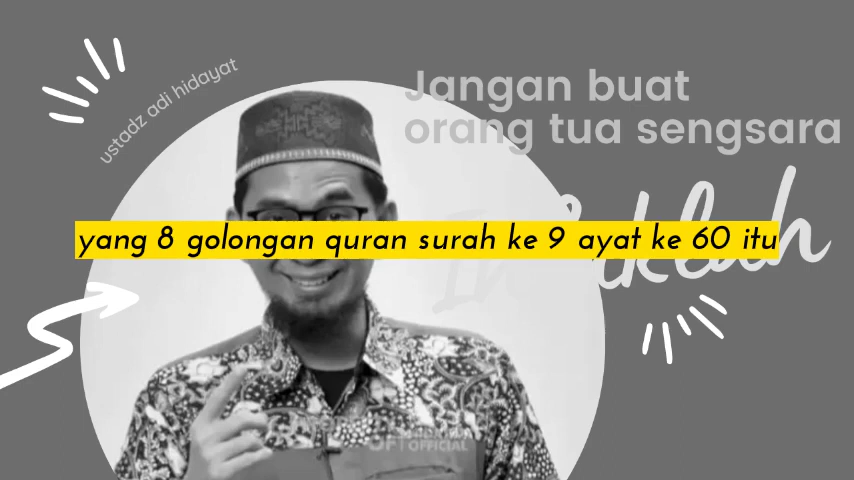 ustadz adi hidayat
Jangan buat
orang tua sengsara
yang 8 golongan quran surah ke 9 ayat ke 60 itu
OFFICIAL